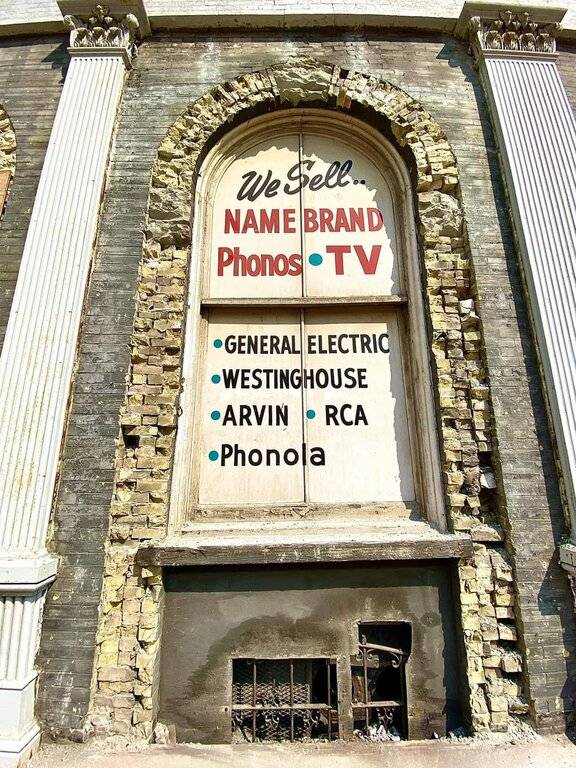 We Sell..
NAME BRAND
Phonos • TV
• GENERAL ELECTRIC
• WESTINGHOUSE
• ARVIN • RCA
• Phonola